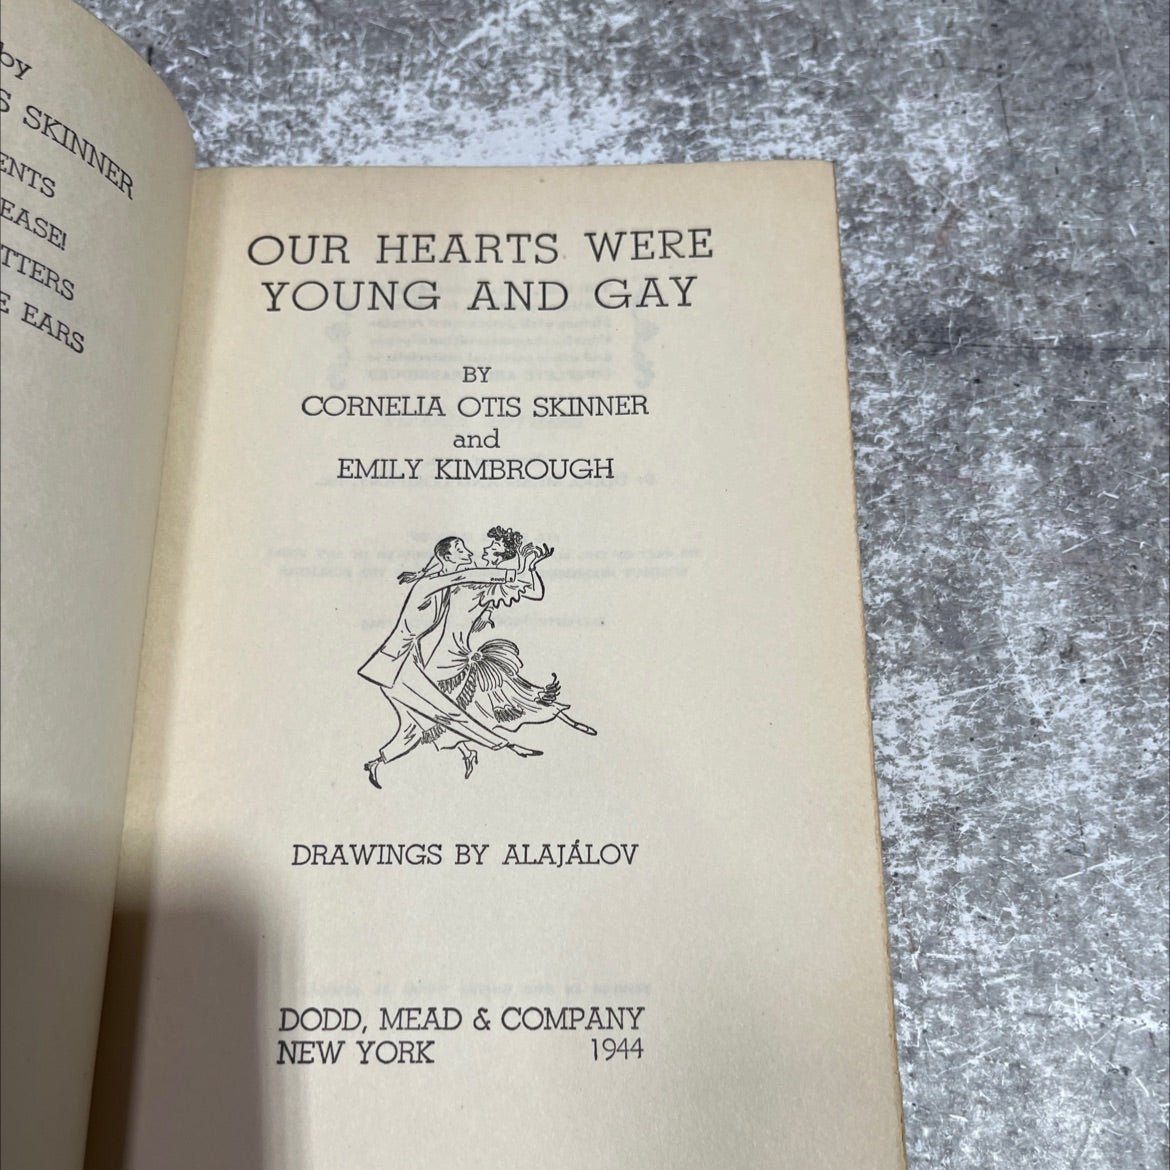 by
S SKINNER
ENTS
EASE!
TTERS
E EARS
OUR HEARTS WERE
YOUNG AND GAY
BY
CORNELIA OTIS SKINNER
and
EMILY KIMBROUGH
DRAWINGS BY ALAJÁLOV
DODD, MEAD & COMPANY
NEW YORK 1944